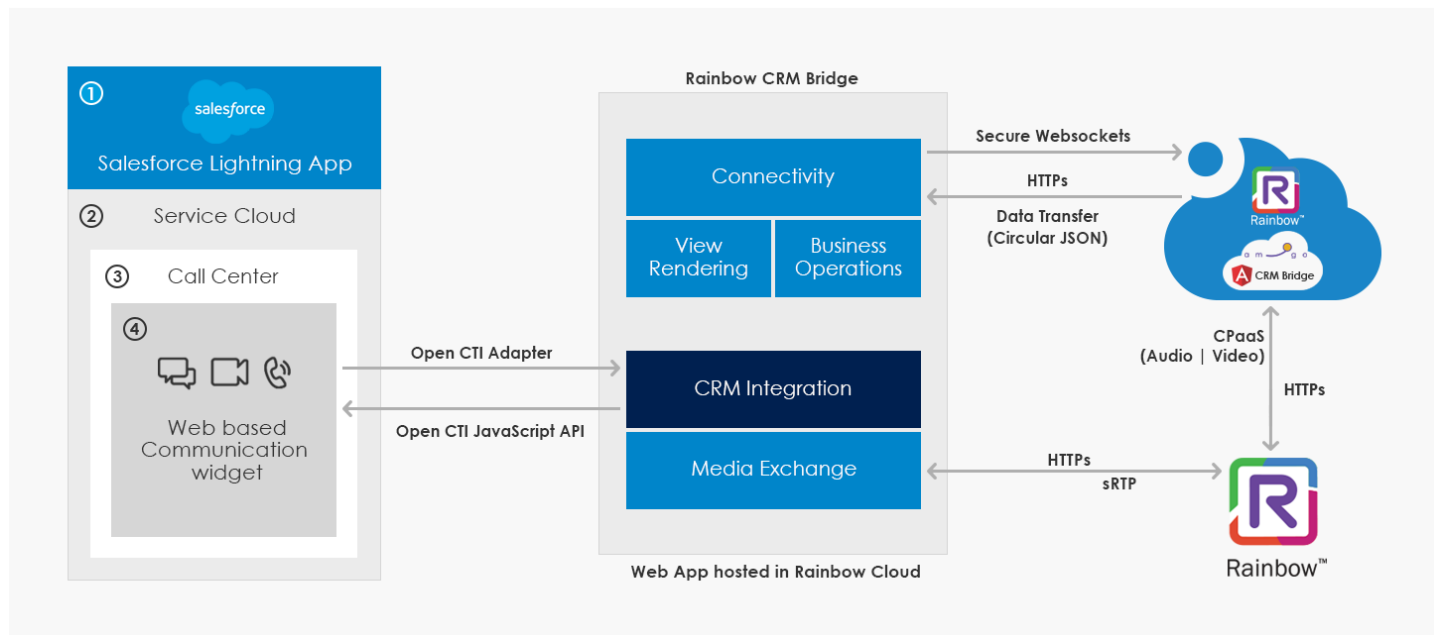 1
salesforce
Salesforce Lightning App
2
Service Cloud
3
Call Center
4
Web based
Communication
widget
Open CTI Adapter
Open CTI JavaScript API
Rainbow CRM Bridge
Connectivity
View
Rendering
Business
Operations
CRM Integration
Media Exchange
Web App hosted in Rainbow Cloud
Secure Websockets
HTTPs
Data Transfer
(Circular JSON)
R
Rainbow™
amigo
A CRM Bridge
CPaaS
(Audio | Video)
HTTPs
HTTPs
sRTP
R
Rainbow™